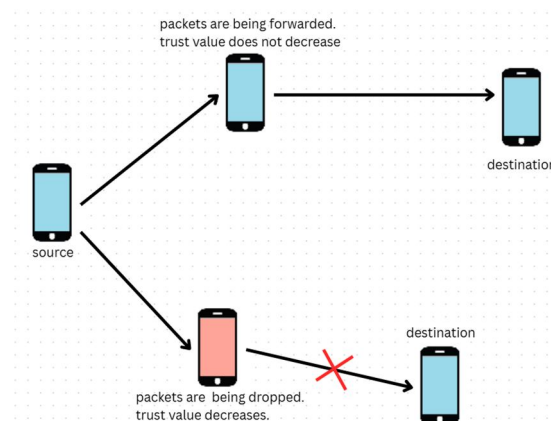 packets are being forwarded.
trust value does not decrease
destination
source
destination
packets are  being dropped.
trust value decreases.